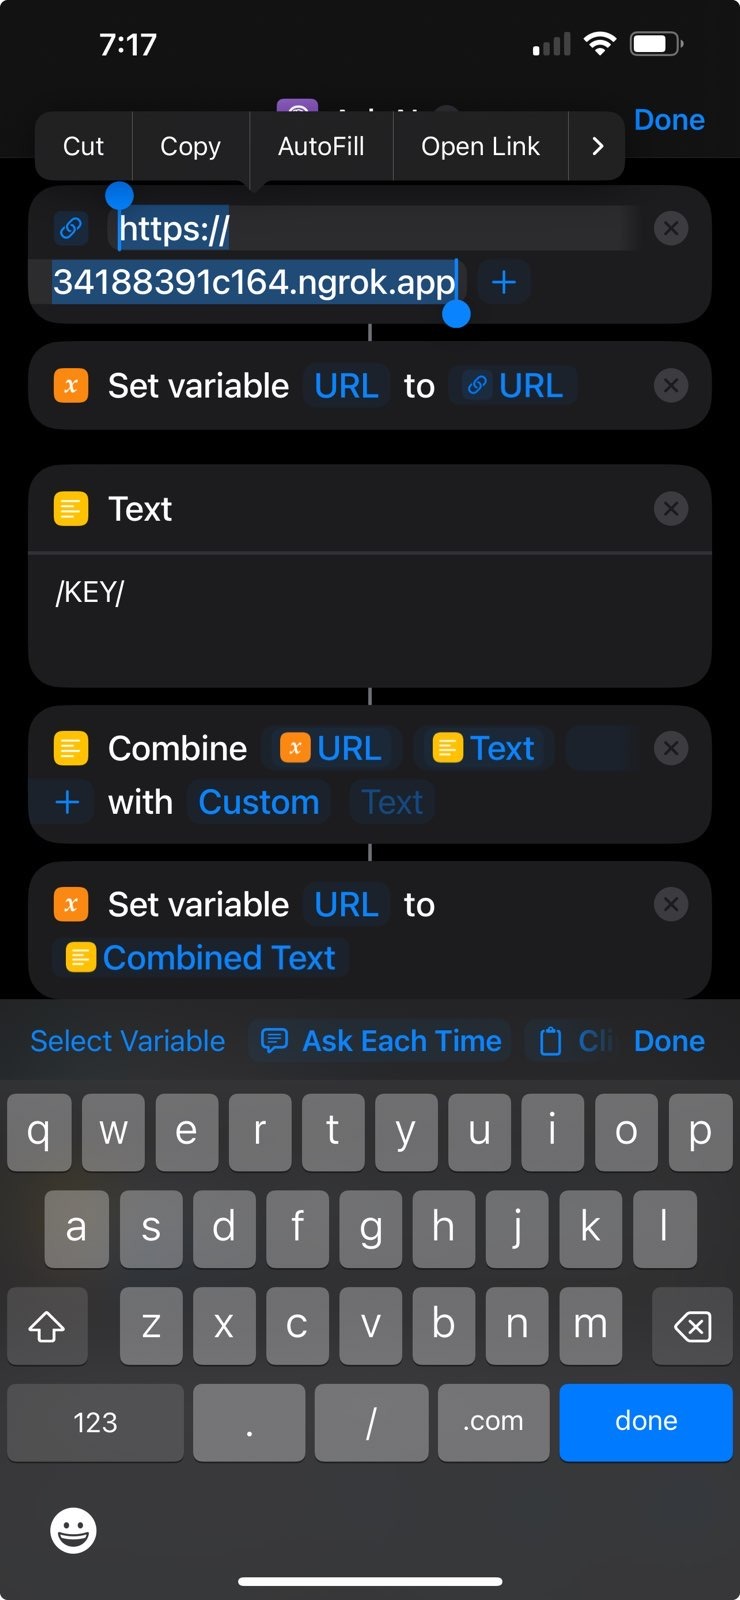 7:17
Done
Cut Copy AutoFill Open Link
https://
34188391c164.ngrok.app
Set variable URL to URL
Text
/KEY/
Combine URL Text
with Custom Text
Set variable URL to
Combined Text
Select Variable Ask Each Time Done
q w e r t y u i o p
a s d f g h j k l
z x c v b n m
123 . / .com done